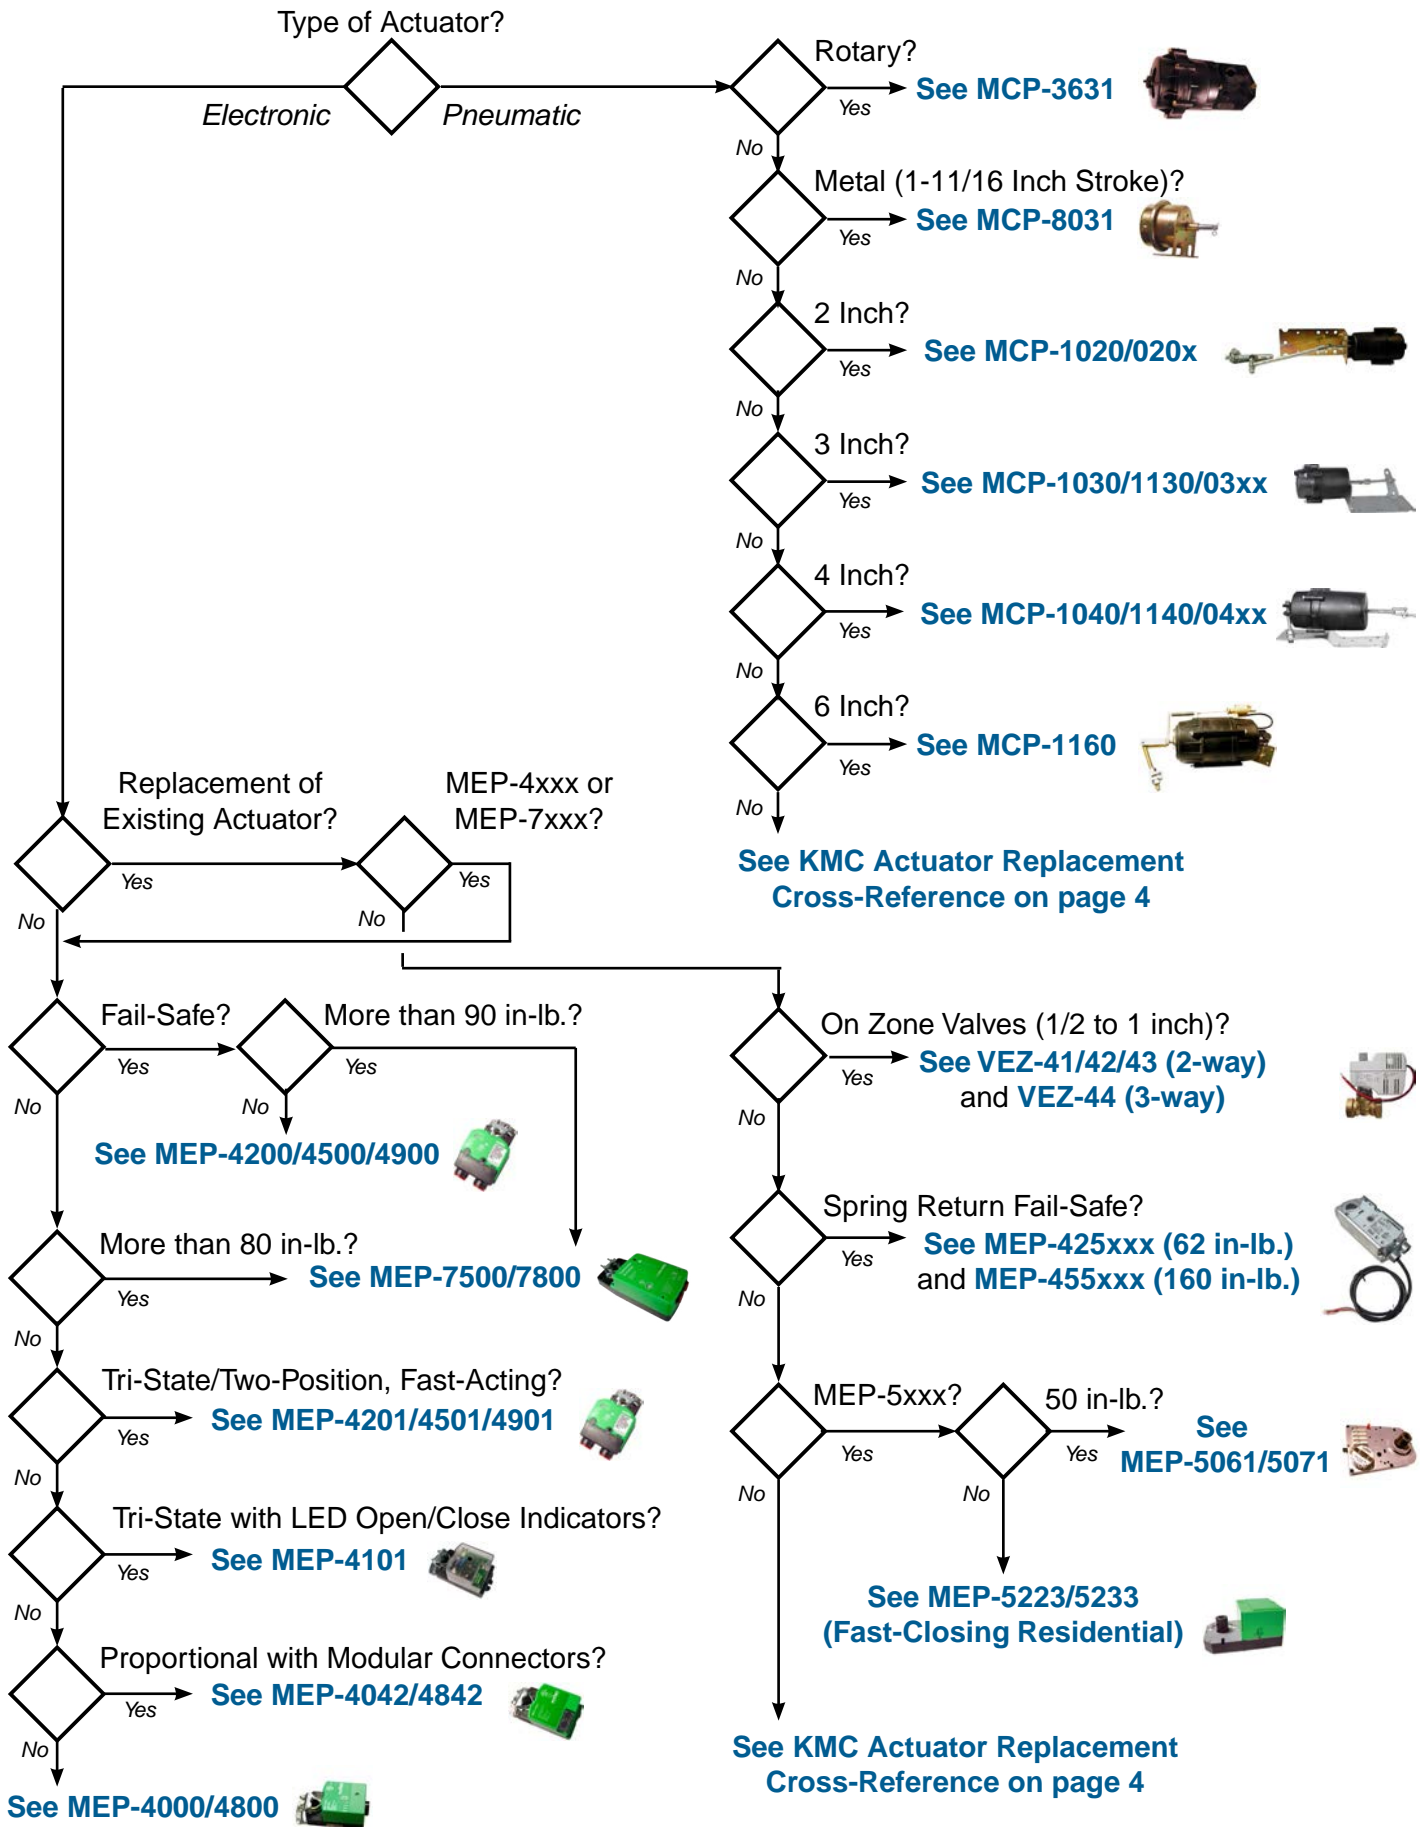 Type of Actuator?
Electronic
Pneumatic
Rotary?
Yes
See MCP-3631
No
Metal (1-11/16 Inch Stroke)?
Yes
See MCP-8031
No
2 Inch?
Yes
See MCP-1020/020x
No
3 Inch?
Yes
See MCP-1030/1130/03xx
No
4 Inch?
Yes
See MCP-1040/1140/04xx
No
6 Inch?
Yes
See MCP-1160
No
See KMC Actuator Replacement
Cross-Reference on page 4
Replacement of
Existing Actuator?
Yes
No
MEP-4xxx or
MEP-7xxx?
Yes
No
Fail-Safe?
Yes
No
More than 90 in-lb.?
Yes
No
See MEP-4200/4500/4900
More than 80 in-lb.?
Yes
See MEP-7500/7800
No
Tri-State/Two-Position, Fast-Acting?
Yes
See MEP-4201/4501/4901
No
Tri-State with LED Open/Close Indicators?
Yes
See MEP-4101
No
Proportional with Modular Connectors?
Yes
See MEP-4042/4842
No
See MEP-4000/4800
On Zone Valves (1/2 to 1 inch)?
Yes
See VEZ-41/42/43 (2-way)
and VEZ-44 (3-way)
No
Spring Return Fail-Safe?
Yes
See MEP-425xxx (62 in-lb.)
and MEP-455xxx (160 in-lb.)
No
MEP-5xxx?
Yes
No
50 in-lb.?
Yes
See
MEP-5061/5071
No
See MEP-5223/5233
(Fast-Closing Residential)
See KMC Actuator Replacement
Cross-Reference on page 4